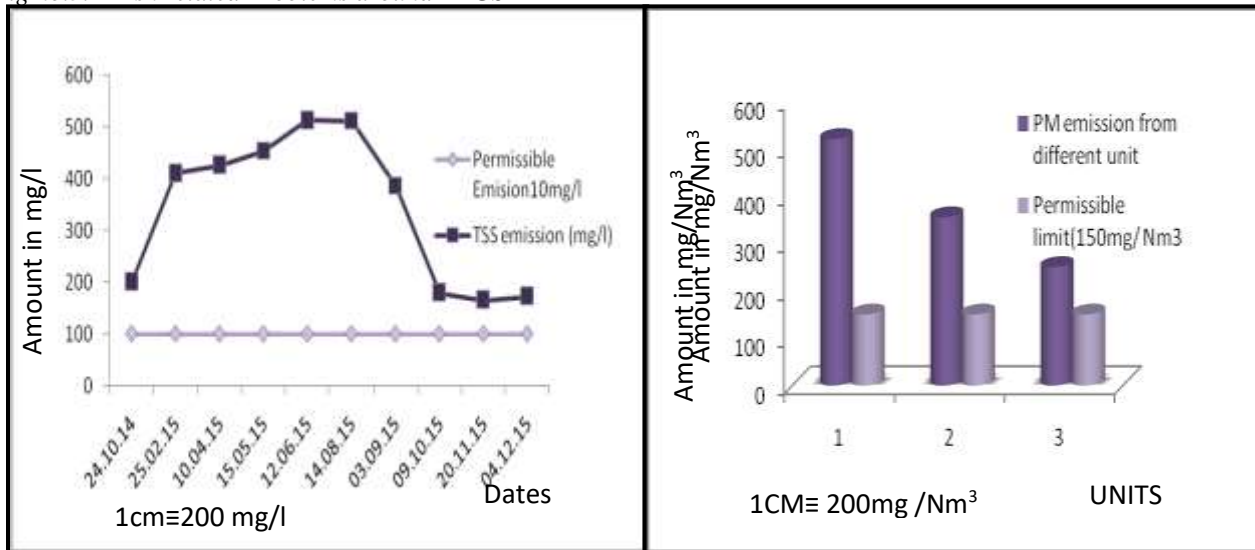 600
500
400
300
200
100
0
Amount in mg/l
Permissible
Emision10mg/l
TSS emission (mg/l)
24.10.14
25.02.15
10.04.15
15.05.15
12.06.15
14.08.15
03.09.15
09.10.15
20.11.15
04.12.15
Dates
1cm≡200 mg/l
600
500
400
300
200
100
0
Amount in mg/Nm³
Amount in mg/Nm³
PM emission from
different unit
Permissible
limit(150mg/ Nm3
1
2
3
1CM≡ 200mg /Nm³
UNITS